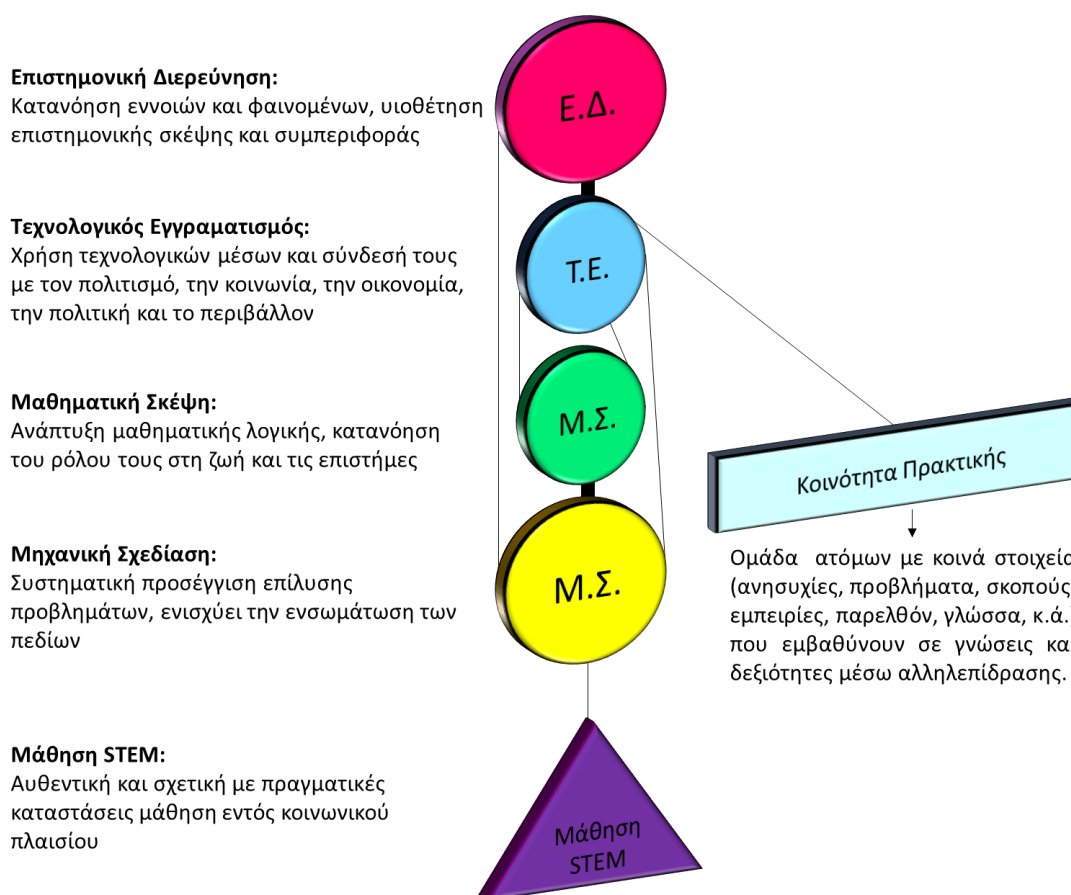 Επιστημονική Διερεύνηση:
Κατανόηση εννοιών και φαινομένων, υιοθέτηση
επιστημονικής σκέψης και συμπεριφοράς
Τεχνολογικός Εγγραματισμός:
Χρήση τεχνολογικών μέσων και σύνδεσή τους
με τον πολιτισμό, την κοινωνία, την οικονομία,
την πολιτική και το περιβάλλον
Μαθηματική Σκέψη:
Ανάπτυξη μαθηματικής λογικής, κατανόηση
του ρόλου τους στη ζωή και τις επιστήμες
Μηχανική Σχεδίαση:
Συστηματική προσέγγιση επίλυσης
προβλημάτων, ενισχύει την ενσωμάτωση των
πεδίων
Μάθηση STEM:
Αυθεντική και σχετική με πραγματικές
καταστάσεις μάθηση εντός κοινωνικού
πλαισίου
Ε.Δ.
Τ.Ε.
Μ.Σ.
Μ.Σ.
Μάθηση
STEM
Κοινότητα Πρακτικής
Ομάδα ατόμων με κοινά στοιχεία
(ανησυχίες, προβλήματα, σκοπούς
εμπειρίες, παρελθόν, γλώσσα, κ.ά.)
που εμβαθύνουν σε γνώσεις κα
δεξιότητες μέσω αλληλεπίδρασης.